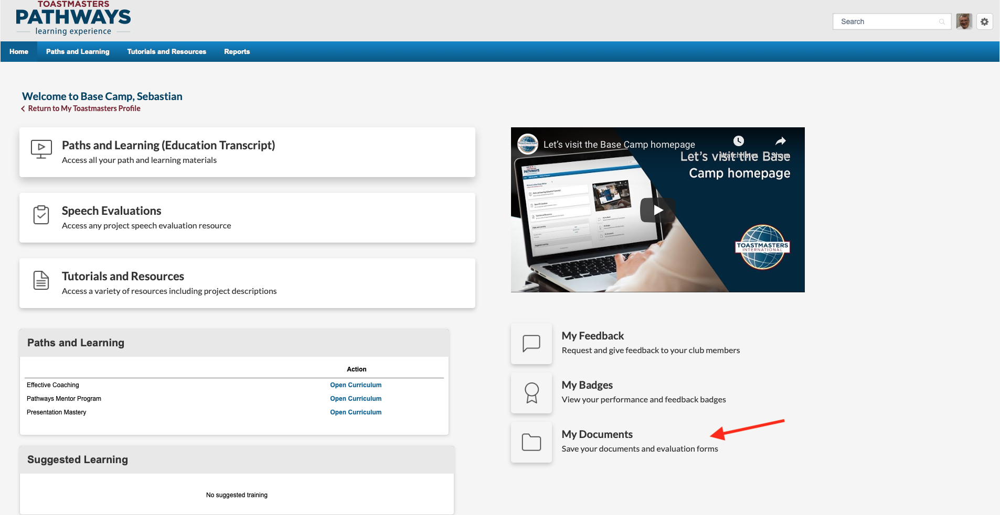 TOASTMASTERS
PATHWAYS
learning experience
Search
Home
Paths and Learning
Tutorials and Resources
Reports
Welcome to Base Camp, Sebastian
Return to My Toastmasters Profile
Paths and Learning (Education Transcript)
Access all your path and learning materials
Speech Evaluations
Access any project speech evaluation resource
Tutorials and Resources
Access a variety of resources including project descriptions
Let's visit the Base Camp homepage
Watch later
Share
Let's visit the Base
Camp homepage
TOASTMASTERS
INTERNATIONAL
Paths and Learning
Action
Effective Coaching
Open Curriculum
Pathways Mentor Program
Open Curriculum
Presentation Mastery
Open Curriculum
Suggested Learning
No suggested training
My Feedback
Request and give feedback to your club members
My Badges
View your performance and feedback badges
My Documents
Save your documents and evaluation forms